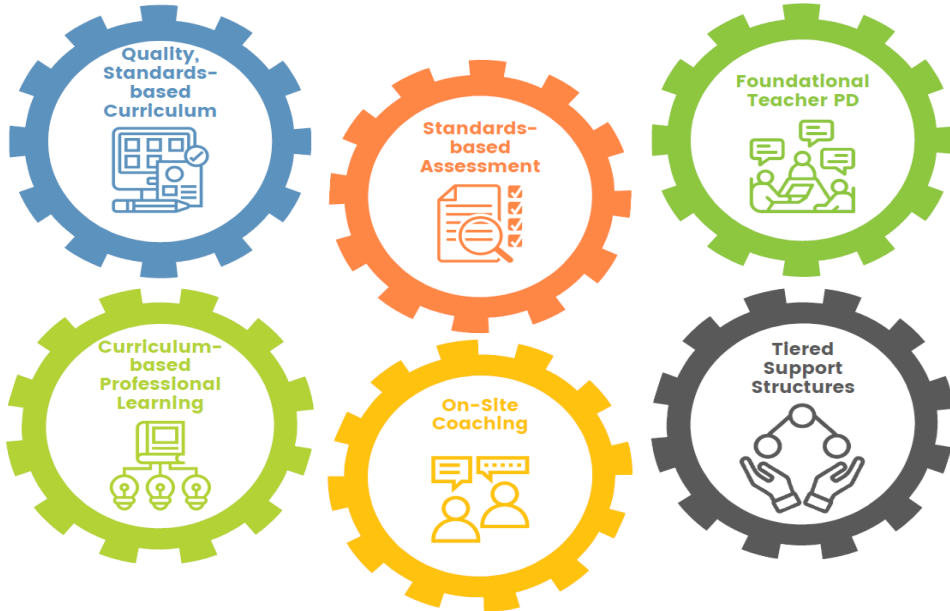 Quality,
Standards-
based
Curriculum
Standards-
based
Assessment
Foundational
Teacher PD
Curriculum-
based
Professional
Learning
On-Site
Coaching
Tiered
Support
Structures